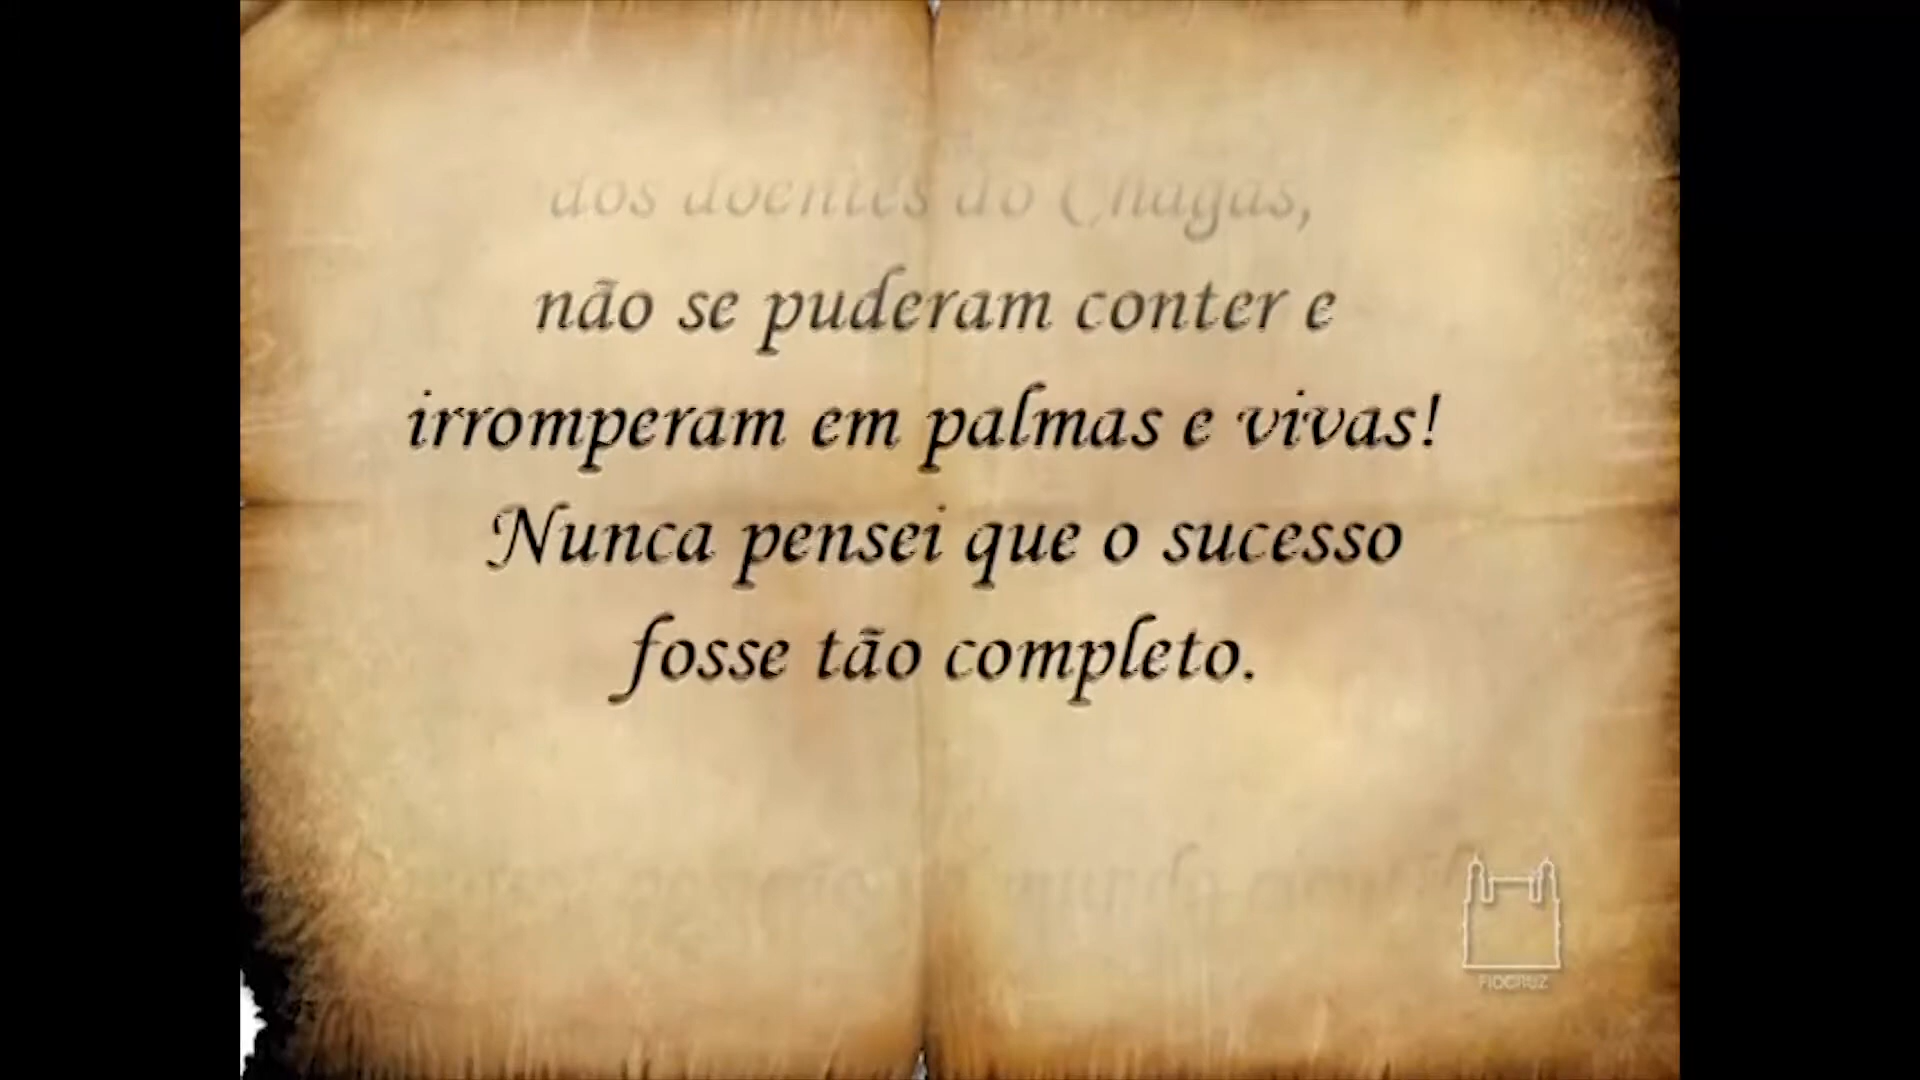 dos doentes do Chagas,
não se puderam conter e
irromperam em palmas e vivas!
Nunca pensei que o sucesso
fosse tão completo.
FIOCRUZ